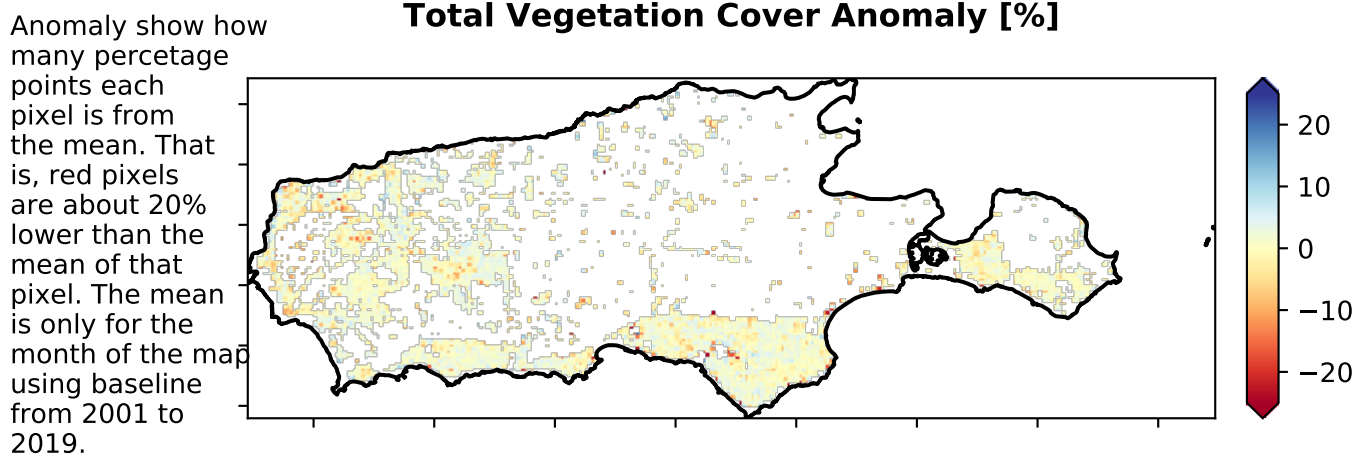 Total Vegetation Cover Anomaly [%]
Anomaly show how
many percetage
points each
pixel is from
the mean. That
is, red pixels
are about 20%
lower than the
mean of that
pixel. The mean
is only for the
month of the map
using baseline
from 2001 to
2019.
20
10
0
−10
−20